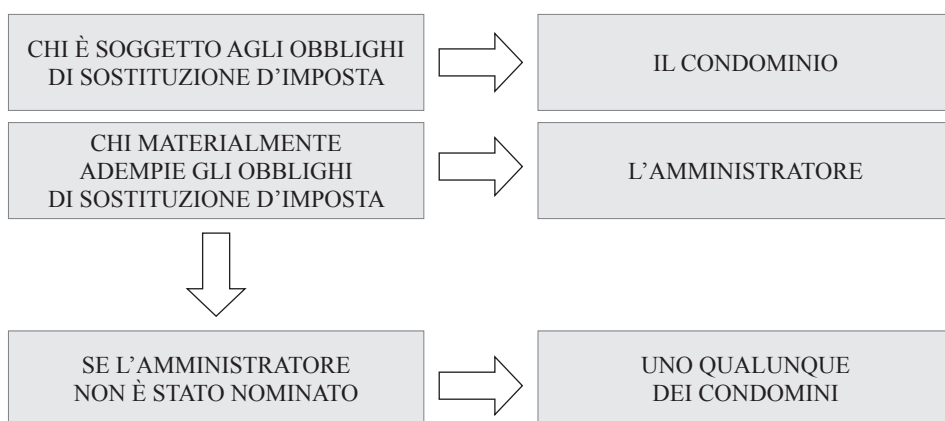 CHI È SOGGETTO AGLI OBBLIGHI
DI SOSTITUZIONE D'IMPOSTA
IL CONDOMINIO
CHI MATERIALMENTE
ADEMPIE GLI OBBLIGHI
DI SOSTITUZIONE D'IMPOSTA
L'AMMINISTRATORE
SE L'AMMINISTRATORE
NON È STATO NOMINATO
UNO QUALUNQUE
DEI CONDOMINI